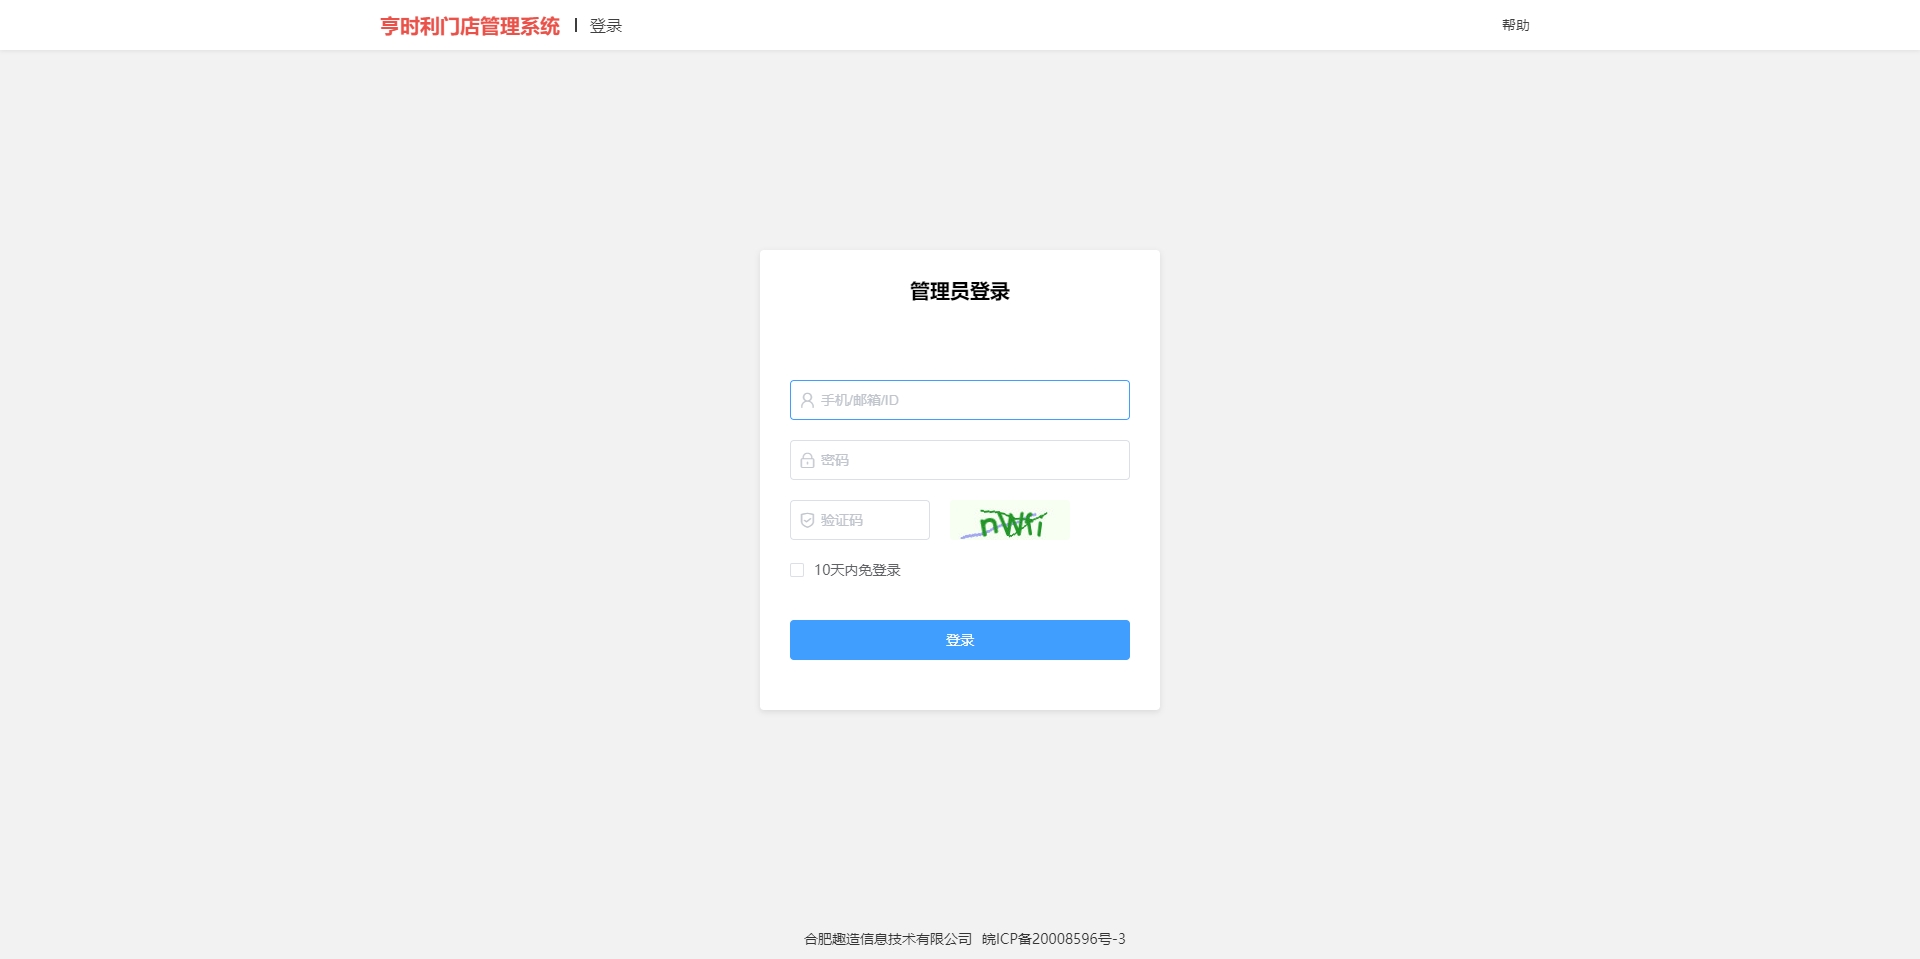 亨时利门店管理系统 | 登录
帮助
管理员登录
手机/邮箱/ID
密码
验证码
nWfi
10天内免登录
登录
合肥趣造信息技术有限公司 皖ICP备20008596号-3